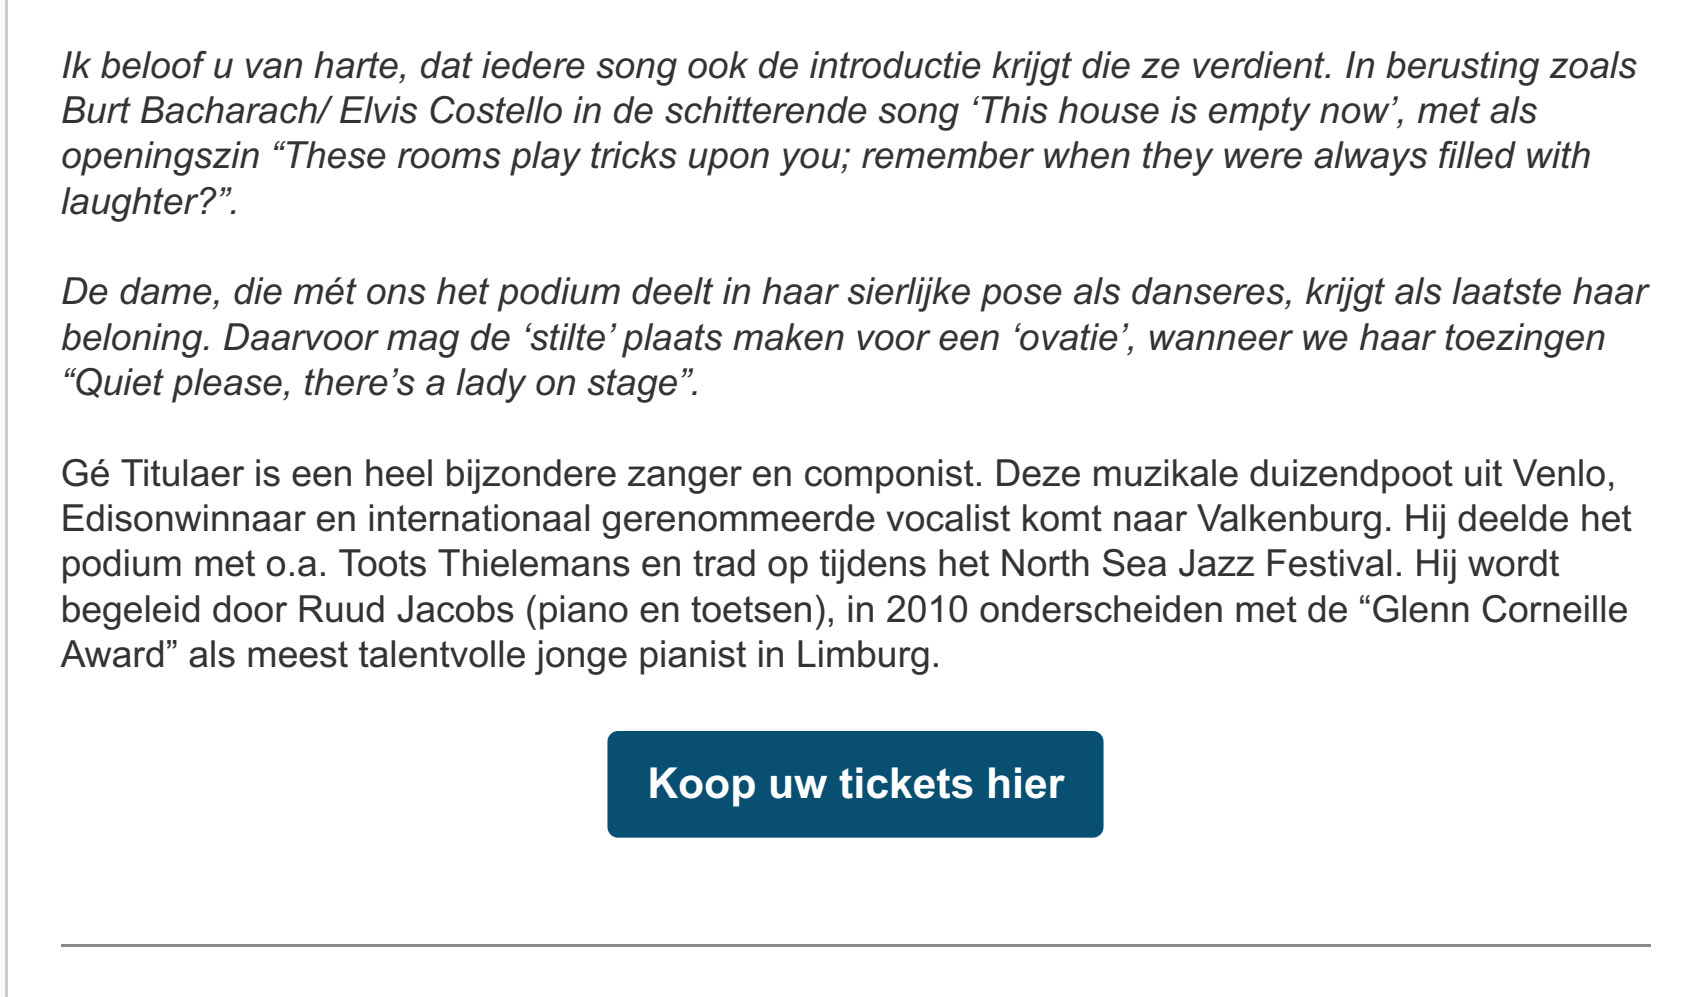 Ik beloof u van harte, dat iedere song ook de introductie krijgt die ze verdient. In berusting zoals
Burt Bacharach/ Elvis Costello in de schitterende song ‘This house is empty now’, met als
openingszin “These rooms play tricks upon you; remember when they were always filled with
laughter?”.
De dame, die mét ons het podium deelt in haar sierlijke pose als danseres, krijgt als laatste haar
beloning. Daarvoor mag de ‘stilte’ plaats maken voor een ‘ovatie’, wanneer we haar toezingen
“Quiet please, there’s a lady on stage”.
Gé Titulaer is een heel bijzondere zanger en componist. Deze muzikale duizendpoot uit Venlo,
Edisonwinnaar en internationaal gerenommeerde vocalist komt naar Valkenburg. Hij deelde het
podium met o.a. Toots Thielemans en trad op tijdens het North Sea Jazz Festival. Hij wordt
begeleid door Ruud Jacobs (piano en toetsen), in 2010 onderscheiden met de “Glenn Corneille
Award” als meest talentvolle jonge pianist in Limburg.
Koop uw tickets hier